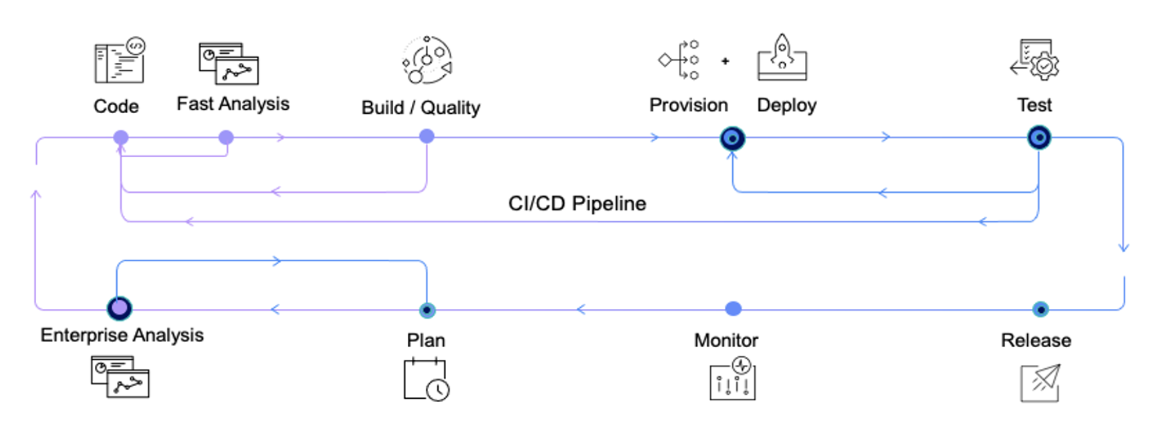 Code
Fast Analysis
Build / Quality
Provision
+
Deploy
Test
CI/CD Pipeline
Enterprise Analysis
Plan
Monitor
Release